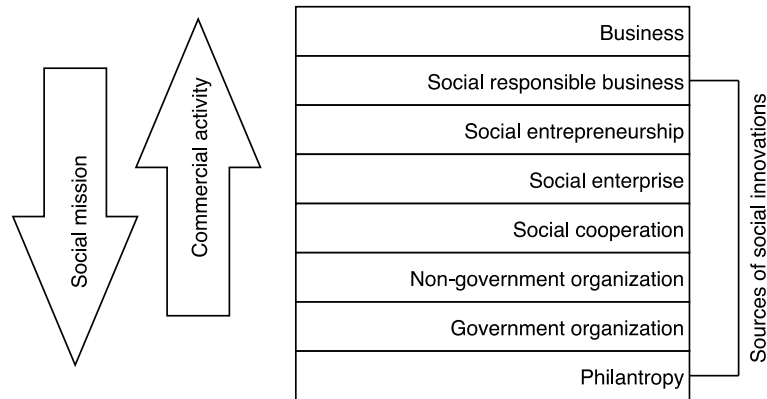 Social mission
Commercial activity
Business
Social responsible business
Social entrepreneurship
Social enterprise
Social cooperation
Non-government organization
Government organization
Philantropy
Sources of social innovations